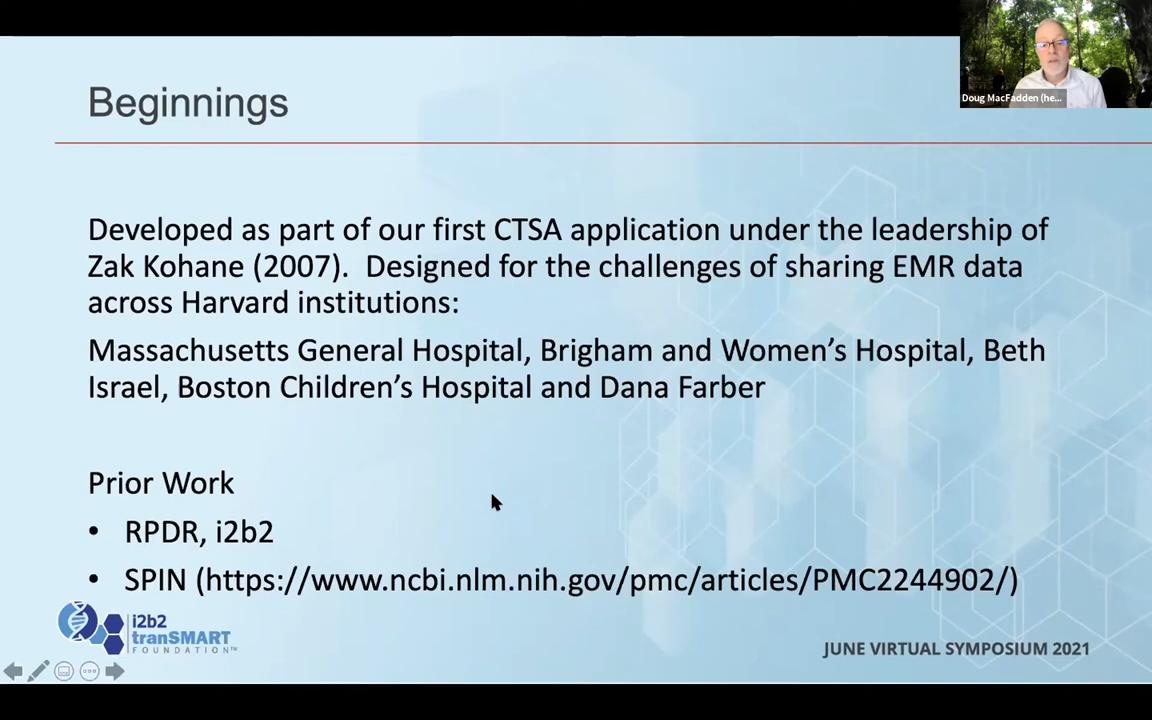 Beginnings
Doug MacFadden (he...
Developed as part of our first CTSA application under the leadership of
Zak Kohane (2007).  Designed for the challenges of sharing EMR data
across Harvard institutions:
Massachusetts General Hospital, Brigham and Women’s Hospital, Beth
Israel, Boston Children’s Hospital and Dana Farber
Prior Work
• RPDR, i2b2
• SPIN (https://www.ncbi.nlm.nih.gov/pmc/articles/PMC2244902/)
i2b2
tranSMART
FOUNDATION™
JUNE VIRTUAL SYMPOSIUM 2021